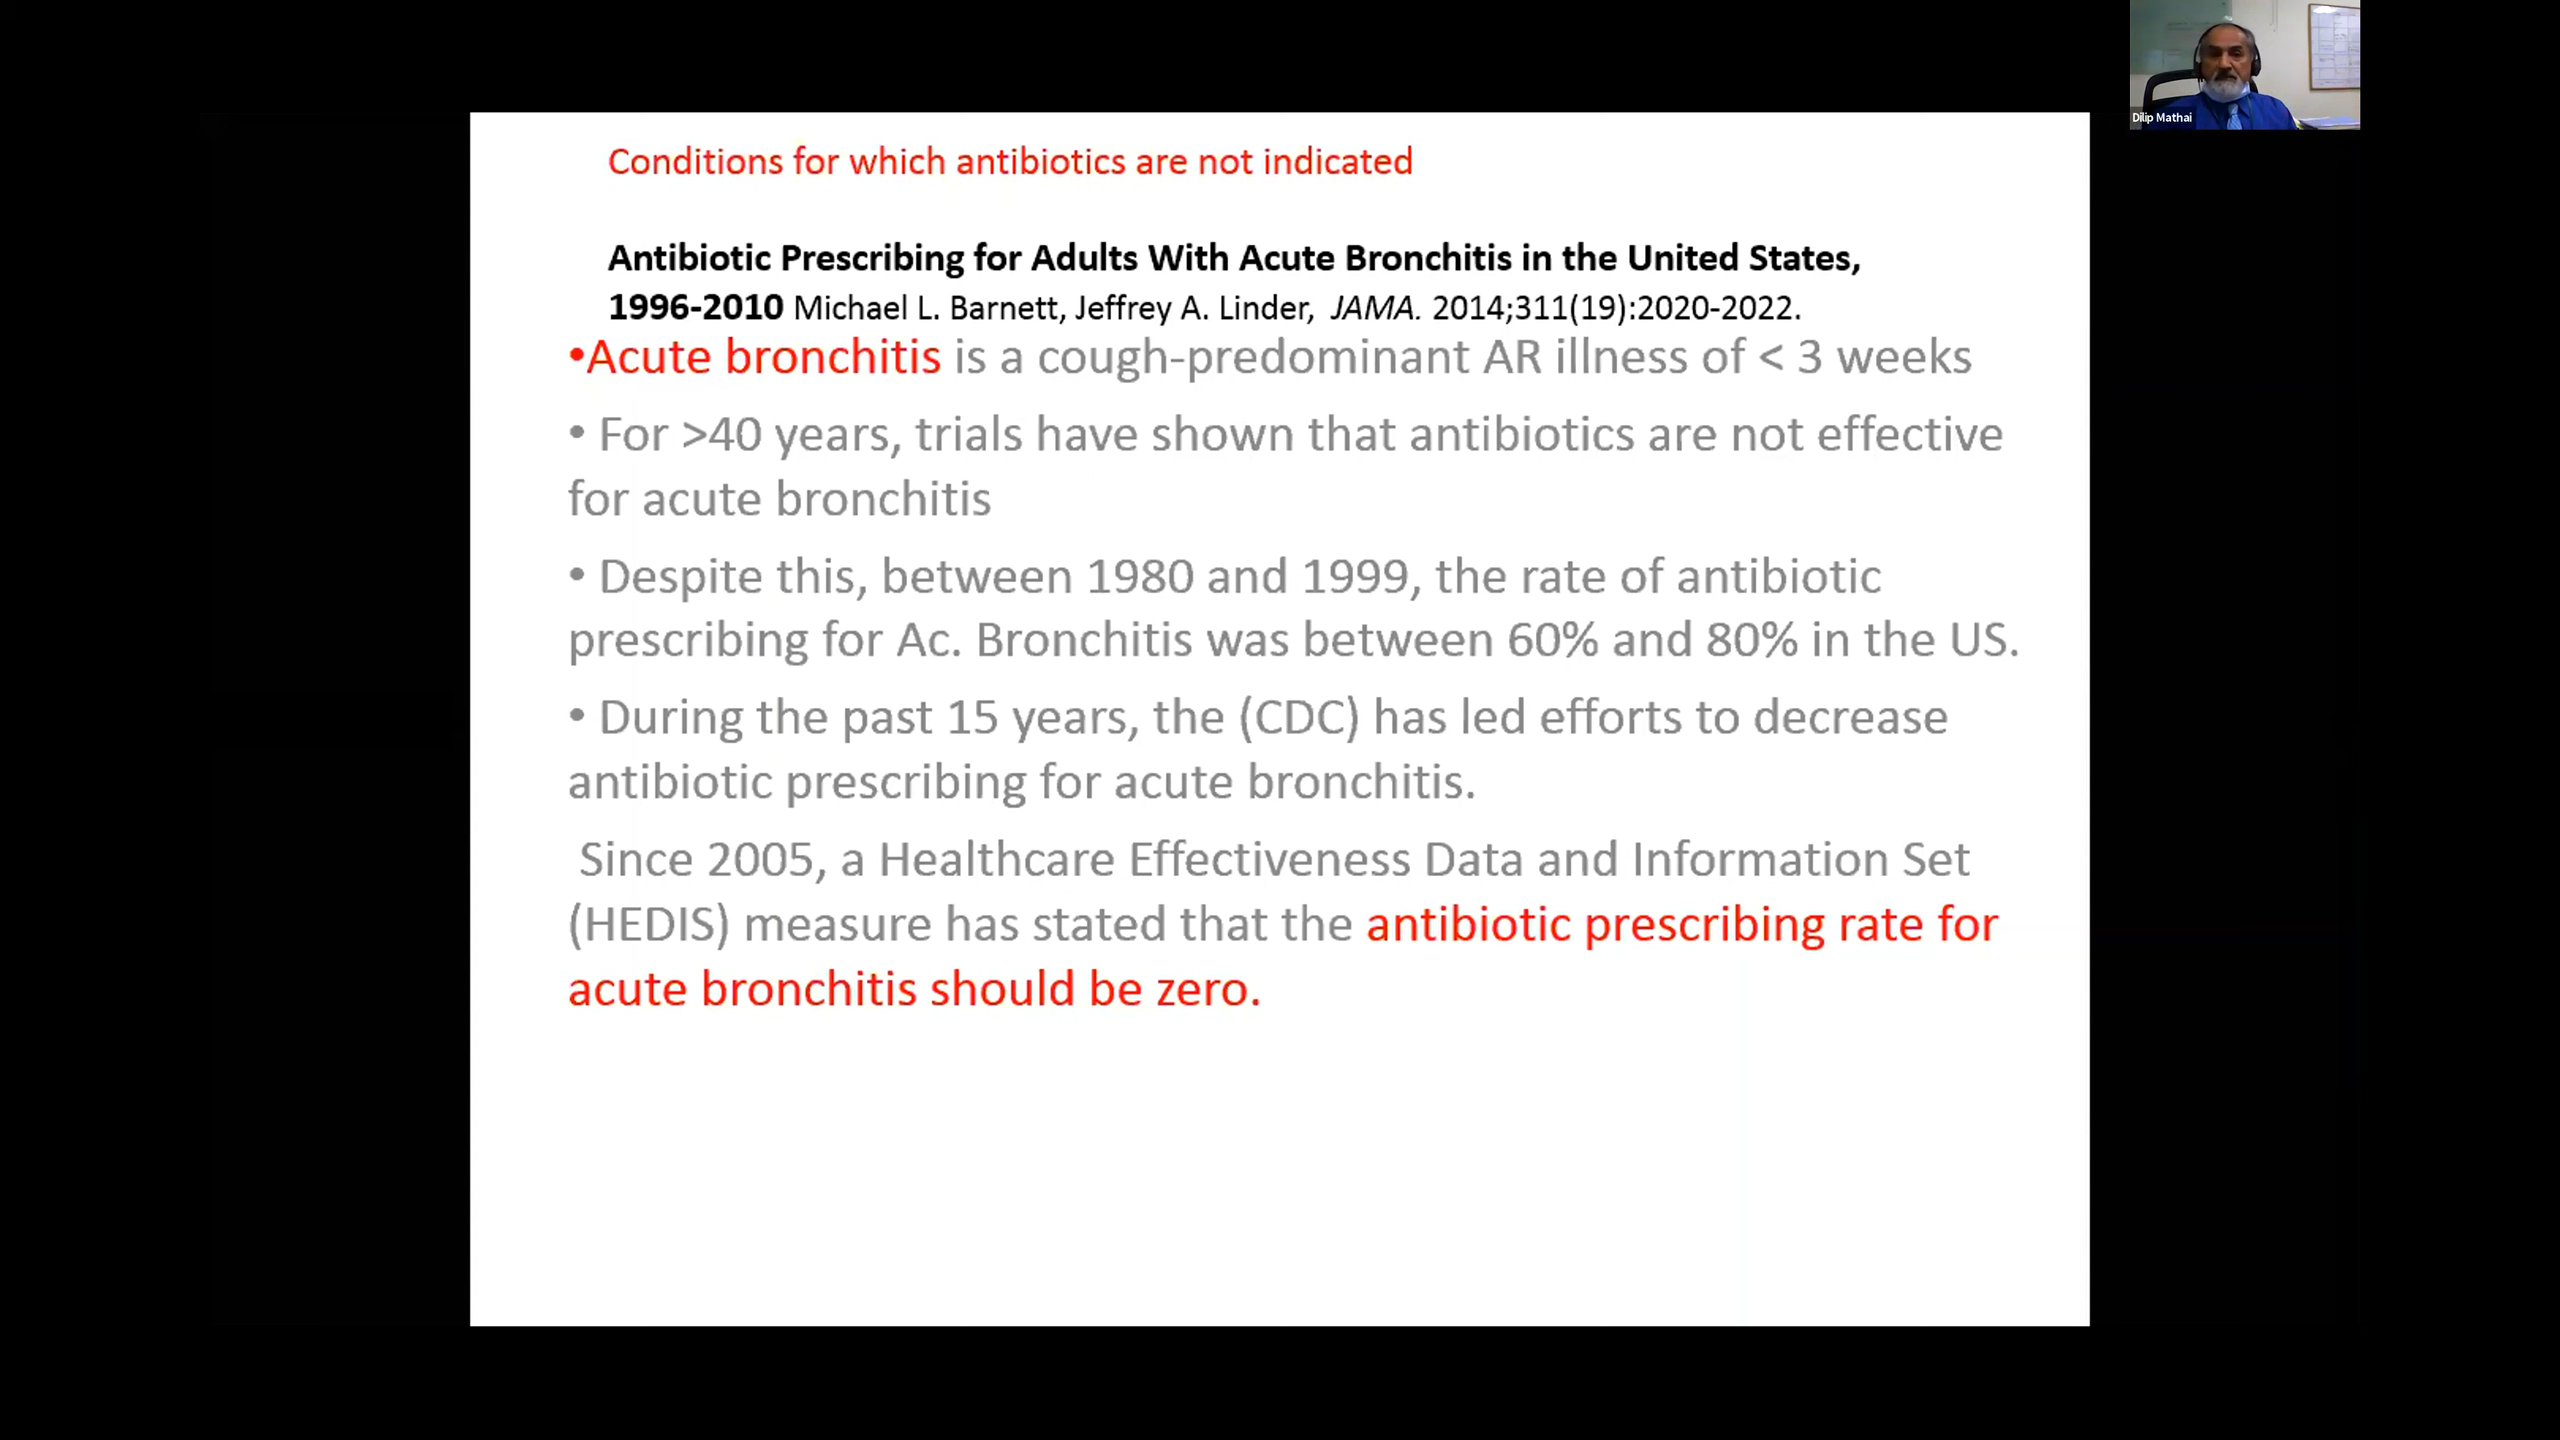 Conditions for which antibiotics are not indicated
Antibiotic Prescribing for Adults With Acute Bronchitis in the United States,
1996-2010 Michael L. Barnett, Jeffrey A. Linder, JAMA. 2014;311(19):2020-2022.
•Acute bronchitis is a cough-predominant AR illness of < 3 weeks
• For >40 years, trials have shown that antibiotics are not effective
for acute bronchitis
• Despite this, between 1980 and 1999, the rate of antibiotic
prescribing for Ac. Bronchitis was between 60% and 80% in the US.
• During the past 15 years, the (CDC) has led efforts to decrease
antibiotic prescribing for acute bronchitis.
Since 2005, a Healthcare Effectiveness Data and Information Set
(HEDIS) measure has stated that the antibiotic prescribing rate for
acute bronchitis should be zero.
Dilip Mathai